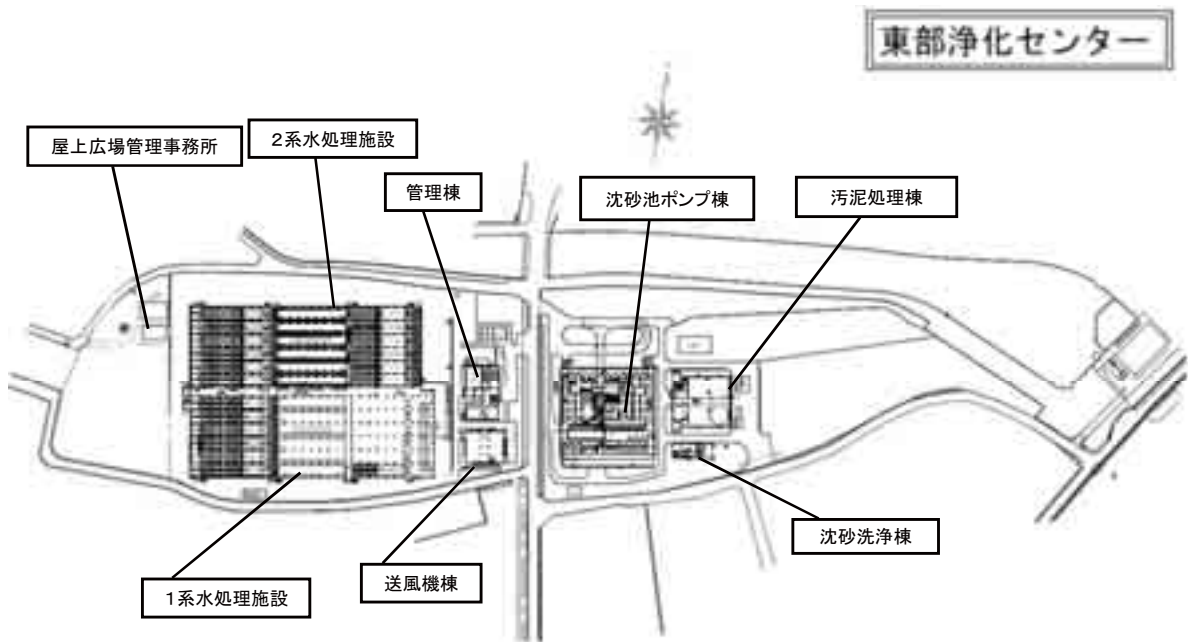 東部浄化センター
屋上広場管理事務所
2系水処理施設
管理棟
沈砂池ポンプ棟
汚泥処理棟
1系水処理施設
送風機棟
沈砂洗浄棟